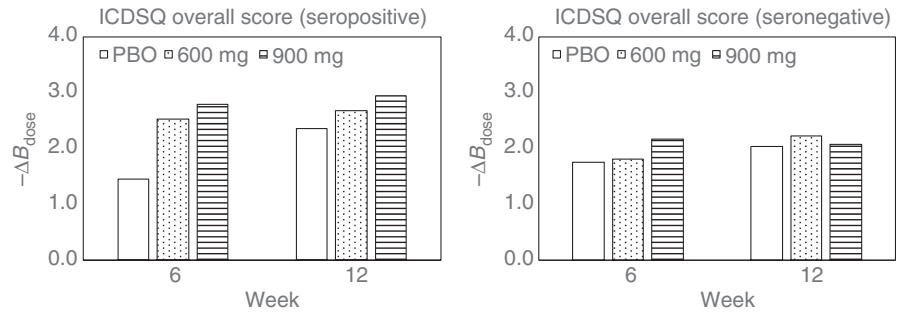 ICDSQ overall score (seropositive)
4.0
3.0
2.0
1.0
0.0
−ΔB_dose
PBO 600 mg 900 mg
6 12
Week
ICDSQ overall score (seronegative)
4.0
3.0
2.0
1.0
0.0
−ΔB_dose
PBO 600 mg 900 mg
6 12
Week